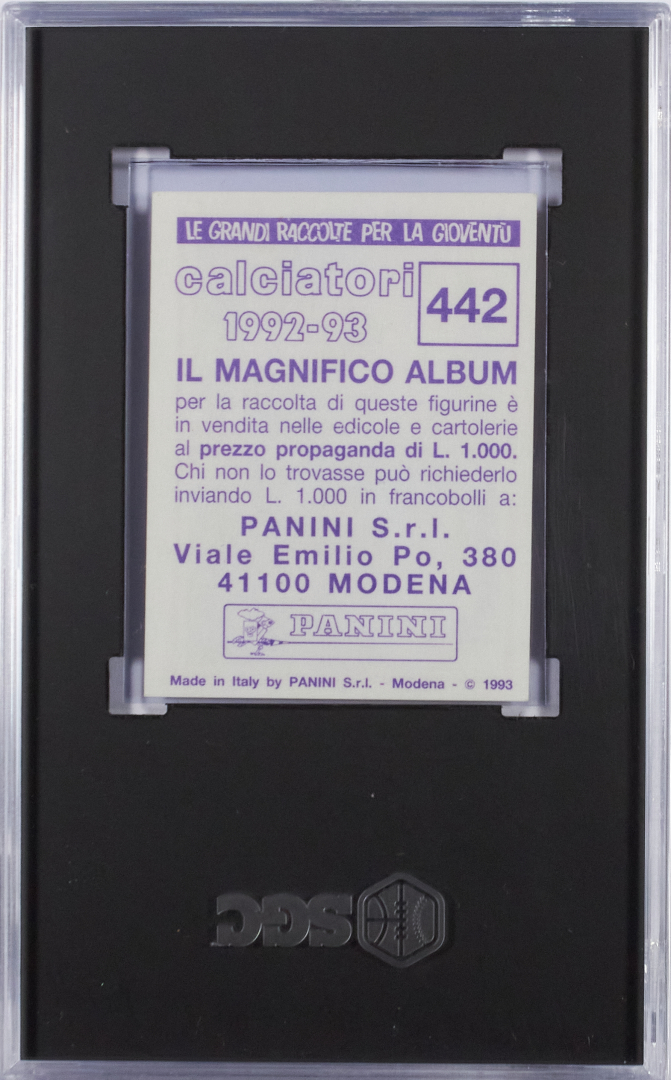 LE GRANDI RACCOLTE PER LA GIOVENTÙ
calciatori
1992-93
442
IL MAGNIFICO ALBUM
per la raccolta di queste figurine è
in vendita nelle edicole e cartolerie
al prezzo propaganda di L. 1.000.
Chi non lo trovasse può richiederlo
inviando L. 1.000 in francobolli a:
PANINI S.r.l.
Viale Emilio Po, 380
41100 MODENA
PANINI
Made in Italy by PANINI S.r.l. - Modena - © 1993
SGC